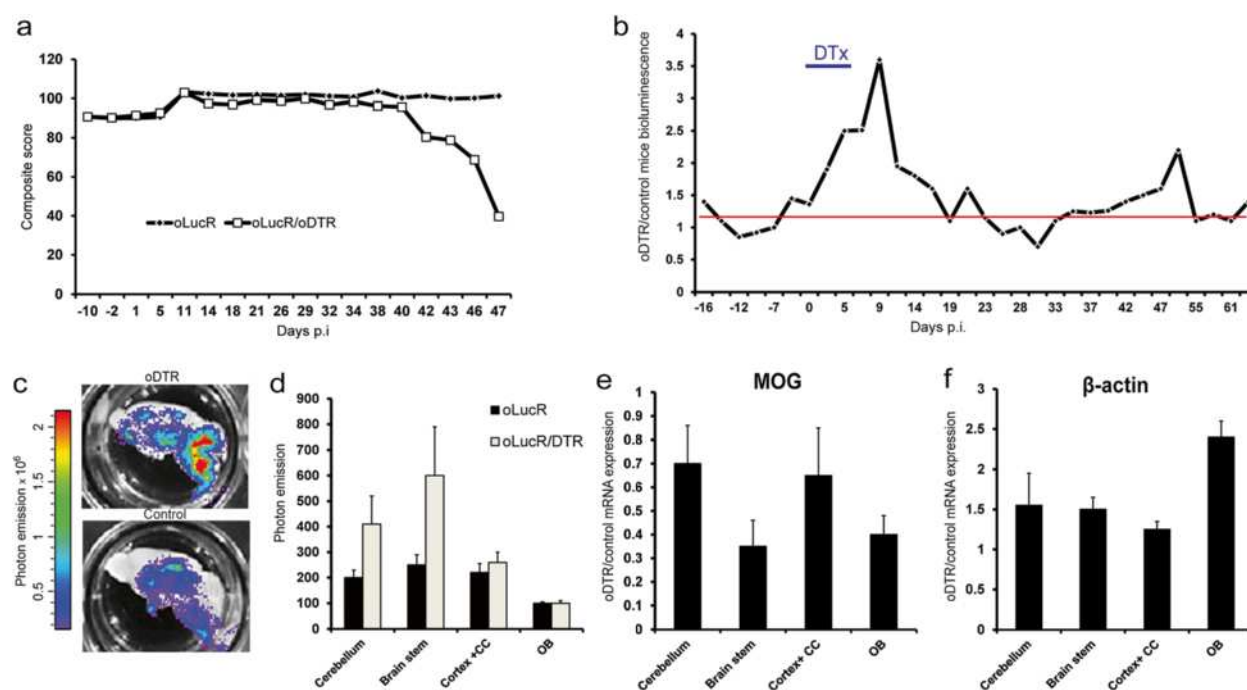 a
120
100
80
60
40
20
0
Composite score
oLucR
oLucR/oDTR
-10 -2 1 5 11 14 18 21 26 29 32 34 38 40 42 43 46 47
Days p.i
b
4
3.5
3
2.5
2
1.5
1
0.5
0
oDTR/control mice bioluminescence
DTx
-16 -12 -7 0 5 9 19 23 28 33 39 42 50 55 61
Days p.i.
c
oDTR
Control
2
1.5
1
0.5
Photon emission x 10⁶
d
900
800
700
600
500
400
300
200
100
0
Photon emission
oLucR
oLucR/DTR
Cerebellum
Brain stem
Cortex +CC
OB
e
MOG
1
0.9
0.8
0.7
0.6
0.5
0.4
0.3
0.2
0.1
0
oDTR/control mRNA expression
Cerebellum
Brain stem
Cortex+ CC
OB
f
β-actin
3
2.5
2
1.5
1
0.5
0
oDTR/control mRNA expression
Cerebellum
Brain stem
Cortex+ CC
OB